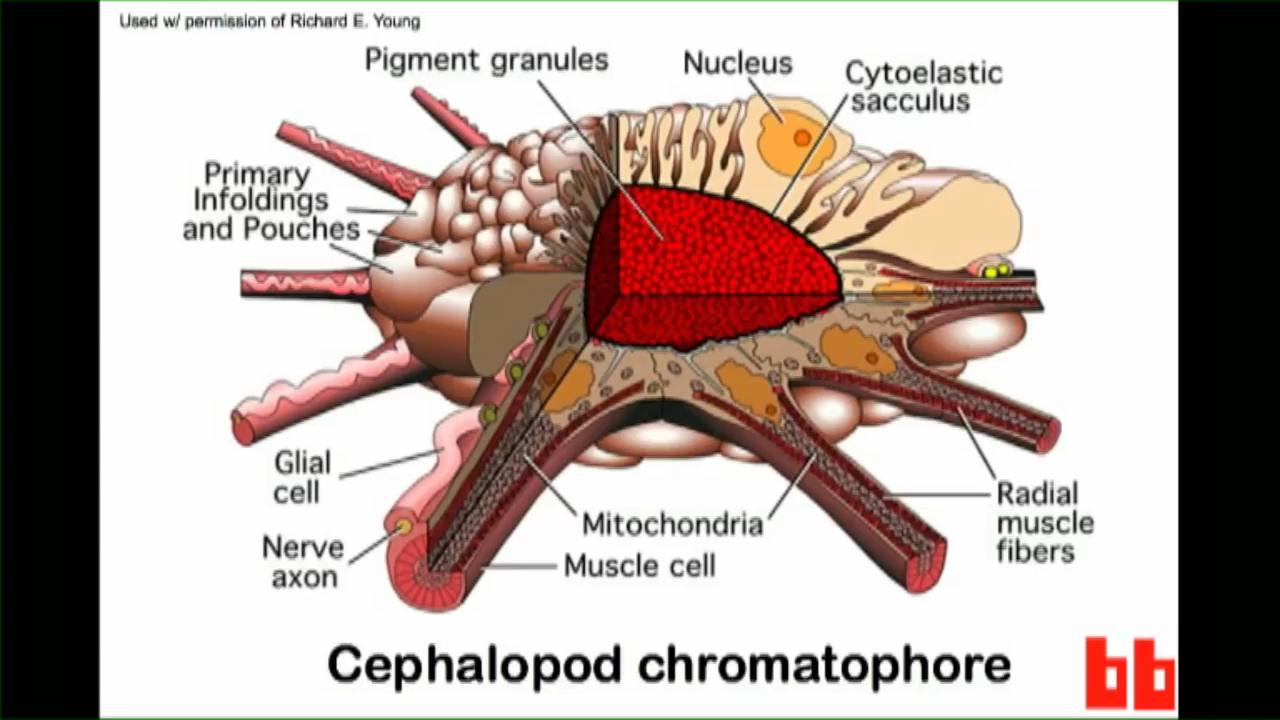 Used w/ permission of Richard E. Young
Pigment granules
Nucleus
Cytoelastic
sacculus
Primary
Infoldings
and Pouches
Glial
cell
Nerve
axon
Mitochondria
Muscle cell
Radial
muscle
fibers
Cephalopod chromatophore
bb